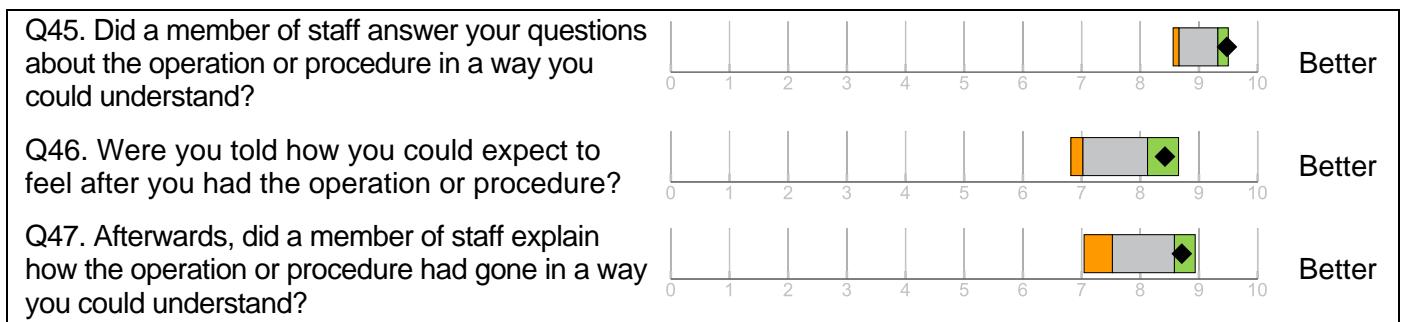 Q45. Did a member of staff answer your questions
about the operation or procedure in a way you
could understand?
0 1 2 3 4 5 6 7 8 9 10
Better
Q46. Were you told how you could expect to
feel after you had the operation or procedure?
0 1 2 3 4 5 6 7 8 9 10
Better
Q47. Afterwards, did a member of staff explain
how the operation or procedure had gone in a way
you could understand?
0 1 2 3 4 5 6 7 8 9 10
Better